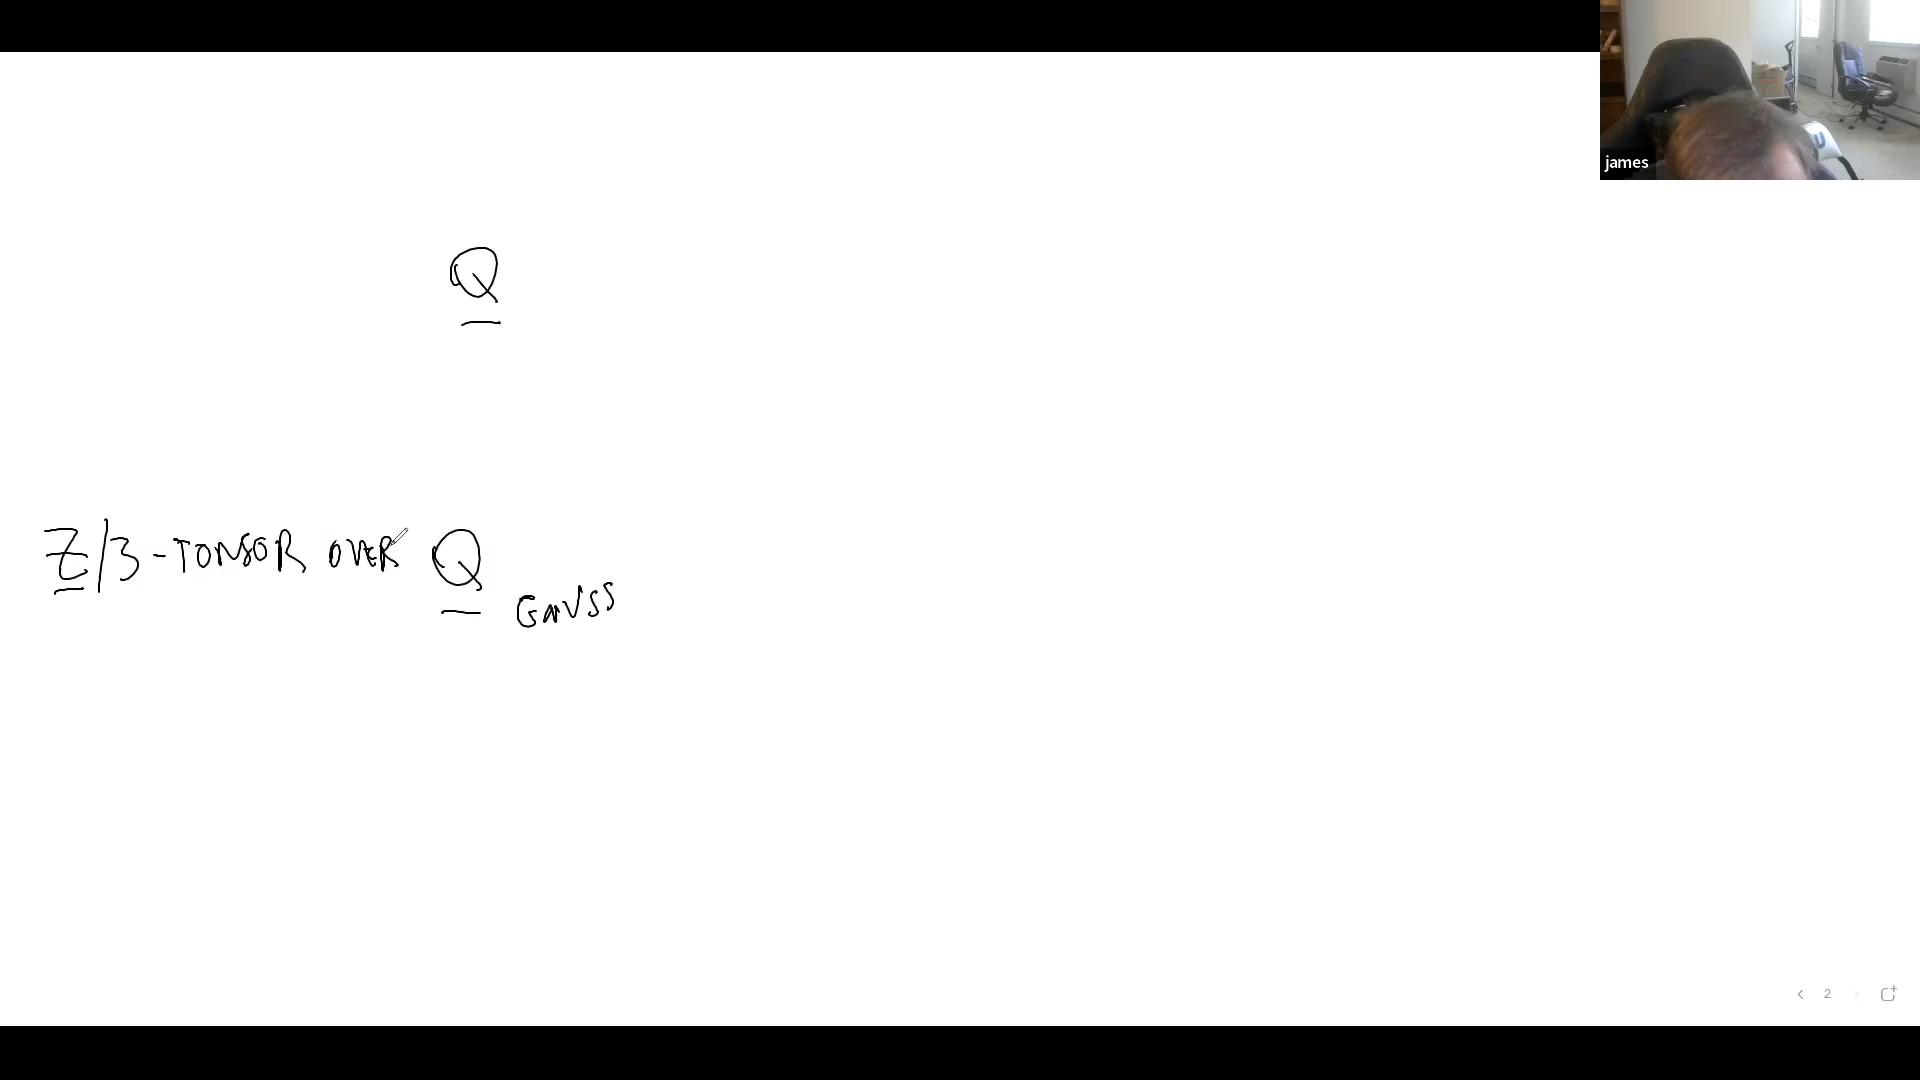 james
Q
Z/3-TORSOR OVER Q
GAUSS
2